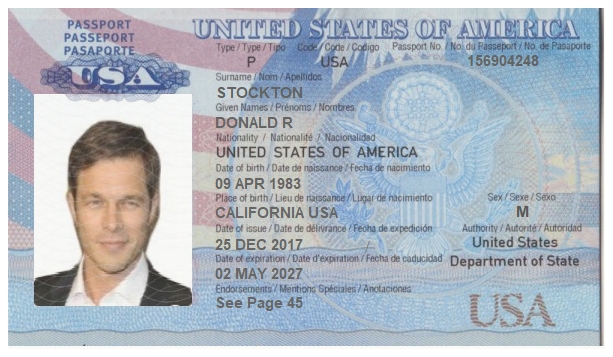 PASSPORT
PASSEPORT
PASAPORTE
USA
UNITED STATES OF AMERICA
Type / Type / Tipo Code / Code / Codigo Passport No. / No. du Passeport / No. de Pasaporte
P USA 156904248
Surname / Nom / Apellidos
STOCKTON
Given Names / Prénoms / Nombres
DONALD R
Nationality / Nationalité / Nacionalidad
UNITED STATES OF AMERICA
Date of birth / Date de naissance / Fecha de nacimiento
09 APR 1983
Place of birth / Lieu de naissance / Lugar de nacimiento Sex / Sexe / Sexo
CALIFORNIA USA M
Date of issue / Date de délivrance / Fecha de expedición Authority / Autorité / Autoridad
25 DEC 2017 United States
Date of expiration / Date d'expiration / Fecha de caducidad Department of State
02 MAY 2027
Endorsements / Mentions Spéciales / Anotaciones
See Page 45
USA